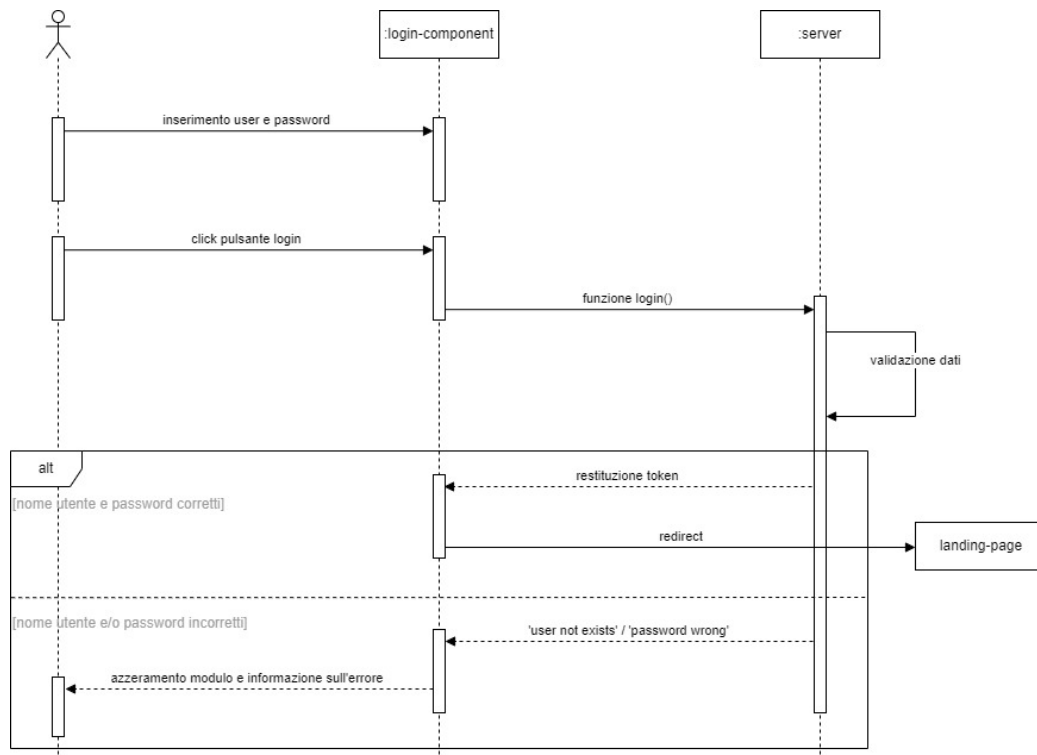 :login-component
:server
inserimento user e password
click pulsante login
funzione login()
validazione dati
alt
restituzione token
[nome utente e password corretti]
redirect
landing-page
[nome utente e/o password incorretti]
'user not exists' / 'password wrong'
azzeramento modulo e informazione sull'errore